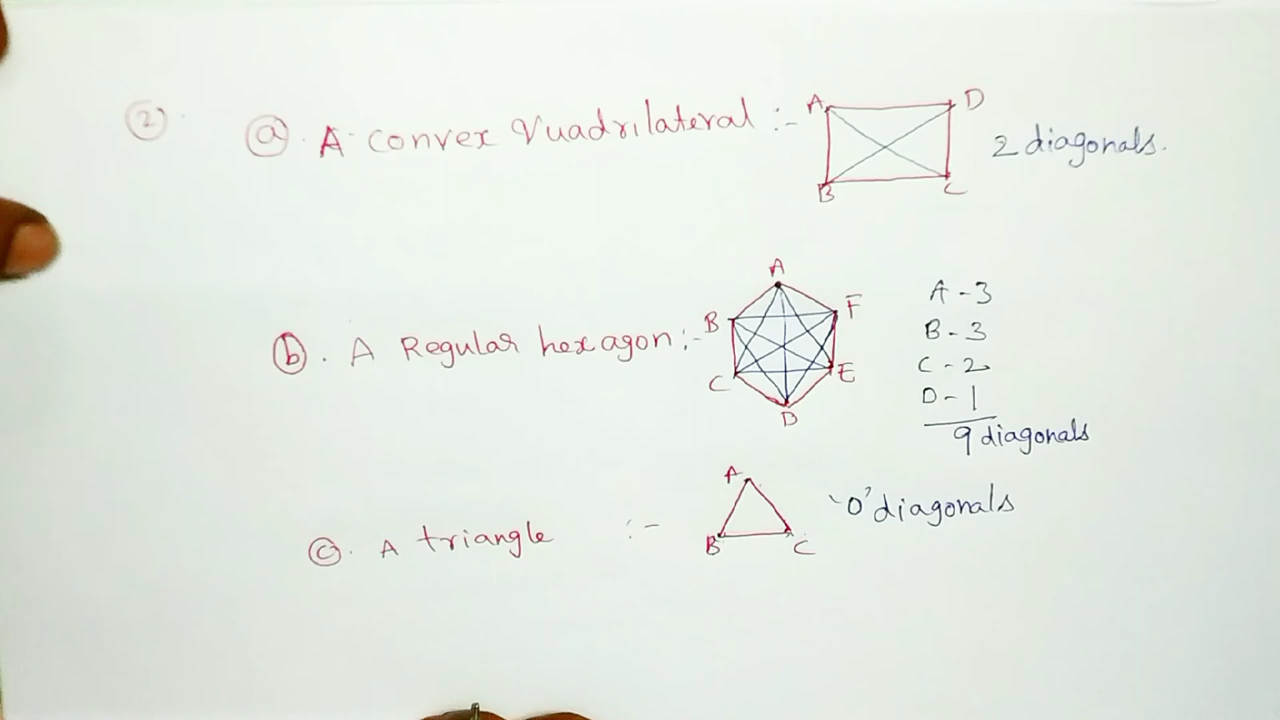 2.
a. A convex Quadrilateral :-
A D
B C
2 diagonals.
b. A Regular hexagon :-
A
B F
C E
D
A - 3
B - 3
C - 2
D - 1
9 diagonals
c. A triangle :-
A
B C
'0' diagonals